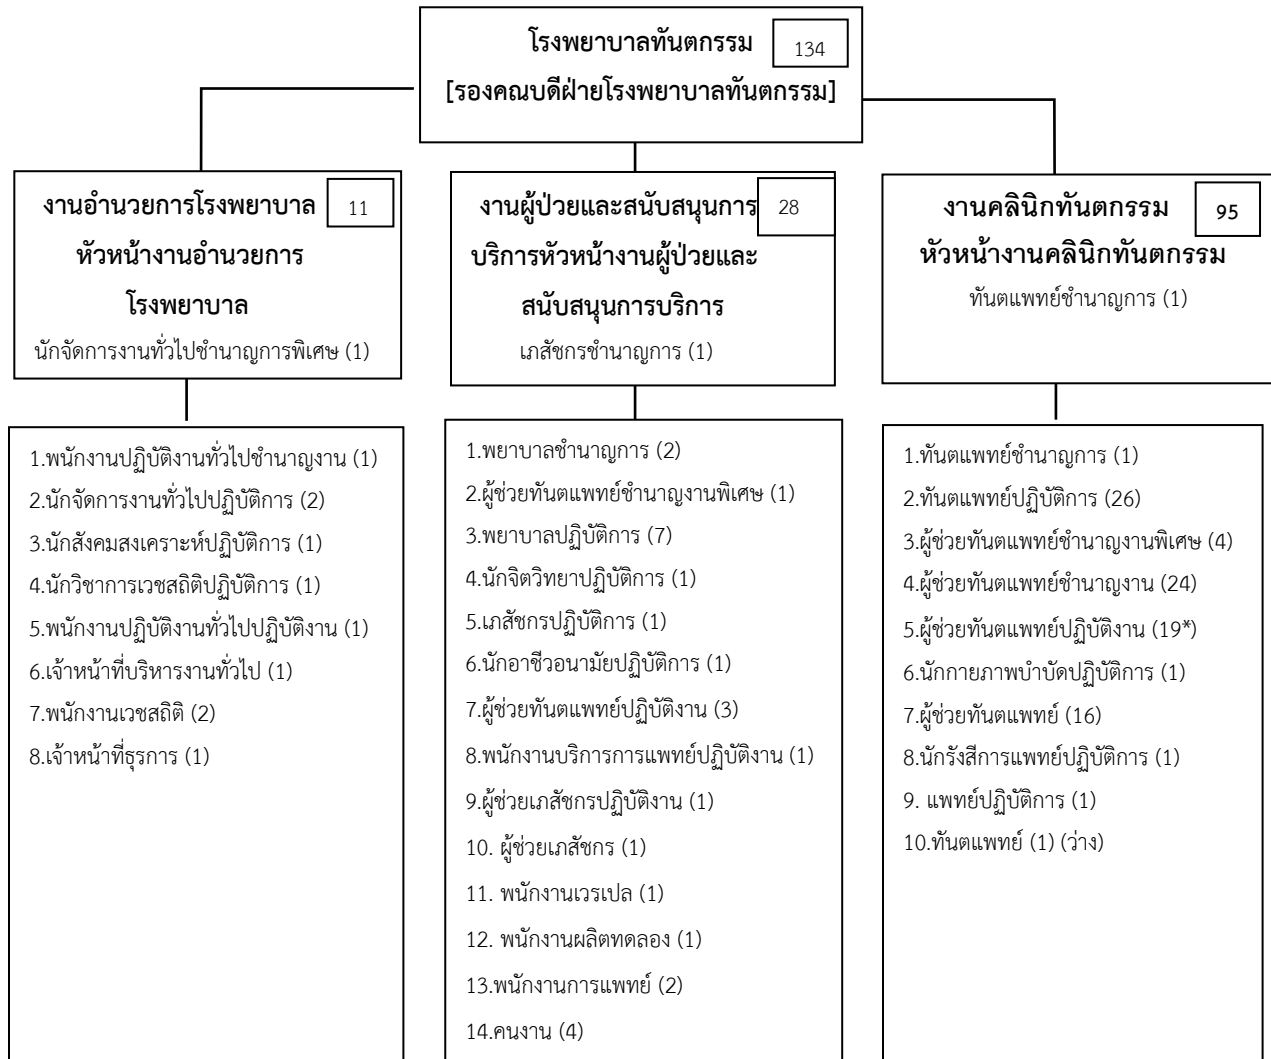 โรงพยาบาลทันตกรรม
134
[รองคณบดีฝ่ายโรงพยาบาลทันตกรรม]
งานอำนวยการโรงพยาบาล
11
หัวหน้างานอำนวยการ
โรงพยาบาล
นักจัดการงานทั่วไปชำนาญการพิเศษ (1)
1.พนักงานปฏิบัติงานทั่วไปชำนาญงาน (1)
2.นักจัดการงานทั่วไปปฏิบัติการ (2)
3.นักสังคมสงเคราะห์ปฏิบัติการ (1)
4.นักวิชาการเวชสถิติปฏิบัติการ (1)
5.พนักงานปฏิบัติงานทั่วไปปฏิบัติงาน (1)
6.เจ้าหน้าที่บริหารงานทั่วไป (1)
7.พนักงานเวชสถิติ (2)
8.เจ้าหน้าที่ธุรการ (1)
งานผู้ป่วยและสนับสนุนการ
28
บริการหัวหน้างานผู้ป่วยและ
สนับสนุนการบริการ
เภสัชกรชำนาญการ (1)
1.พยาบาลชำนาญการ (2)
2.ผู้ช่วยทันตแพทย์ชำนาญงานพิเศษ (1)
3.พยาบาลปฏิบัติการ (7)
4.นักจิตวิทยาปฏิบัติการ (1)
5.เภสัชกรปฏิบัติการ (1)
6.นักอาชีวอนามัยปฏิบัติการ (1)
7.ผู้ช่วยทันตแพทย์ปฏิบัติงาน (3)
8.พนักงานบริการการแพทย์ปฏิบัติงาน (1)
9.ผู้ช่วยเภสัชกรปฏิบัติงาน (1)
10. ผู้ช่วยเภสัชกร (1)
11. พนักงานเวรเปล (1)
12. พนักงานผลิตทดลอง (1)
13.พนักงานการแพทย์ (2)
14.คนงาน (4)
งานคลินิกทันตกรรม
95
หัวหน้างานคลินิกทันตกรรม
ทันตแพทย์ชำนาญการ (1)
1.ทันตแพทย์ชำนาญการ (1)
2.ทันตแพทย์ปฏิบัติการ (26)
3.ผู้ช่วยทันตแพทย์ชำนาญงานพิเศษ (4)
4.ผู้ช่วยทันตแพทย์ชำนาญงาน (24)
5.ผู้ช่วยทันตแพทย์ปฏิบัติงาน (19*)
6.นักกายภาพบำบัดปฏิบัติการ (1)
7.ผู้ช่วยทันตแพทย์ (16)
8.นักรังสีการแพทย์ปฏิบัติการ (1)
9. แพทย์ปฏิบัติการ (1)
10.ทันตแพทย์ (1) (ว่าง)